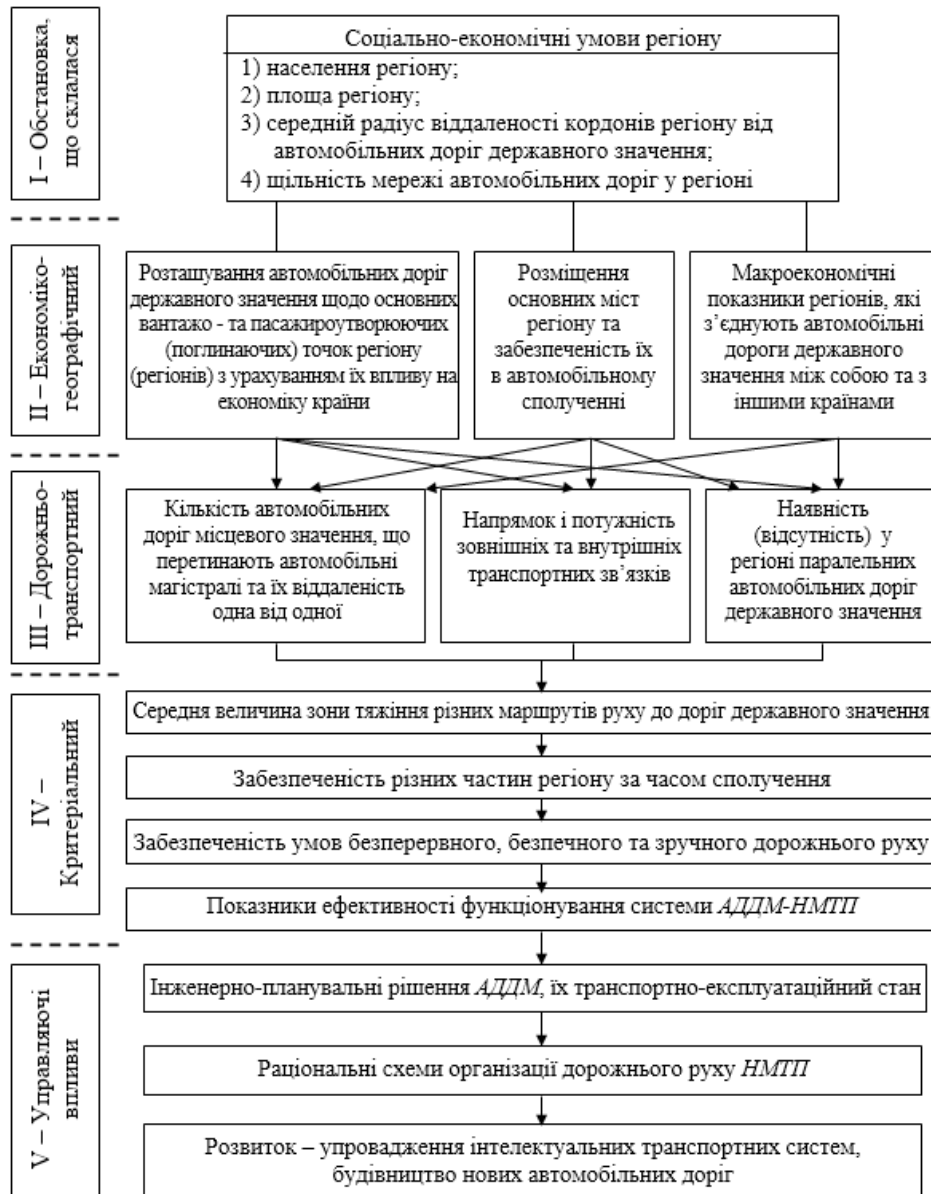 I – Обстановка,
що склалася
Соціально-економічні умови регіону
1) населення регіону;
2) площа регіону;
3) середній радіус віддаленості кордонів регіону від
автомобільних доріг державного значення;
4) щільність мережі автомобільних доріг у регіоні
II – Економіко-
географічний
Розташування автомобільних доріг
державного значення щодо основних
вантажо - та пасажироутворюючих
(поглинаючих) точок регіону
(регіонів) з урахуванням їх впливу на
економіку країни
Розміщення
основних міст
регіону та
забезпеченість їх
в автомобільному
сполученні
Макроекономічні
показники регіонів, які
з’єднують автомобільні
дороги державного
значення між собою та з
іншими країнами
III – Дорожньо-
транспортний
Кількість автомобільних
доріг місцевого значення, що
перетинають автомобільні
магістралі та їх віддаленість
одна від одної
Напрямок і потужність
зовнішніх та внутрішніх
транспортних зв’язків
Наявність
(відсутність) у
регіоні паралельних
автомобільних доріг
державного значення
IV –
Критеріальний
Середня величина зони тяжіння різних маршрутів руху до доріг державного значення
Забезпеченість різних частин регіону за часом сполучення
Забезпеченість умов безперервного, безпечного та зручного дорожнього руху
Показники ефективності функціонування системи АДДМ-НМТП
V – Управляючі
впливи
Інженерно-планувальні рішення АДДМ, їх транспортно-експлуатаційний стан
Раціональні схеми організації дорожнього руху НМТП
Розвиток – упровадження інтелектуальних транспортних систем,
будівництво нових автомобільних доріг